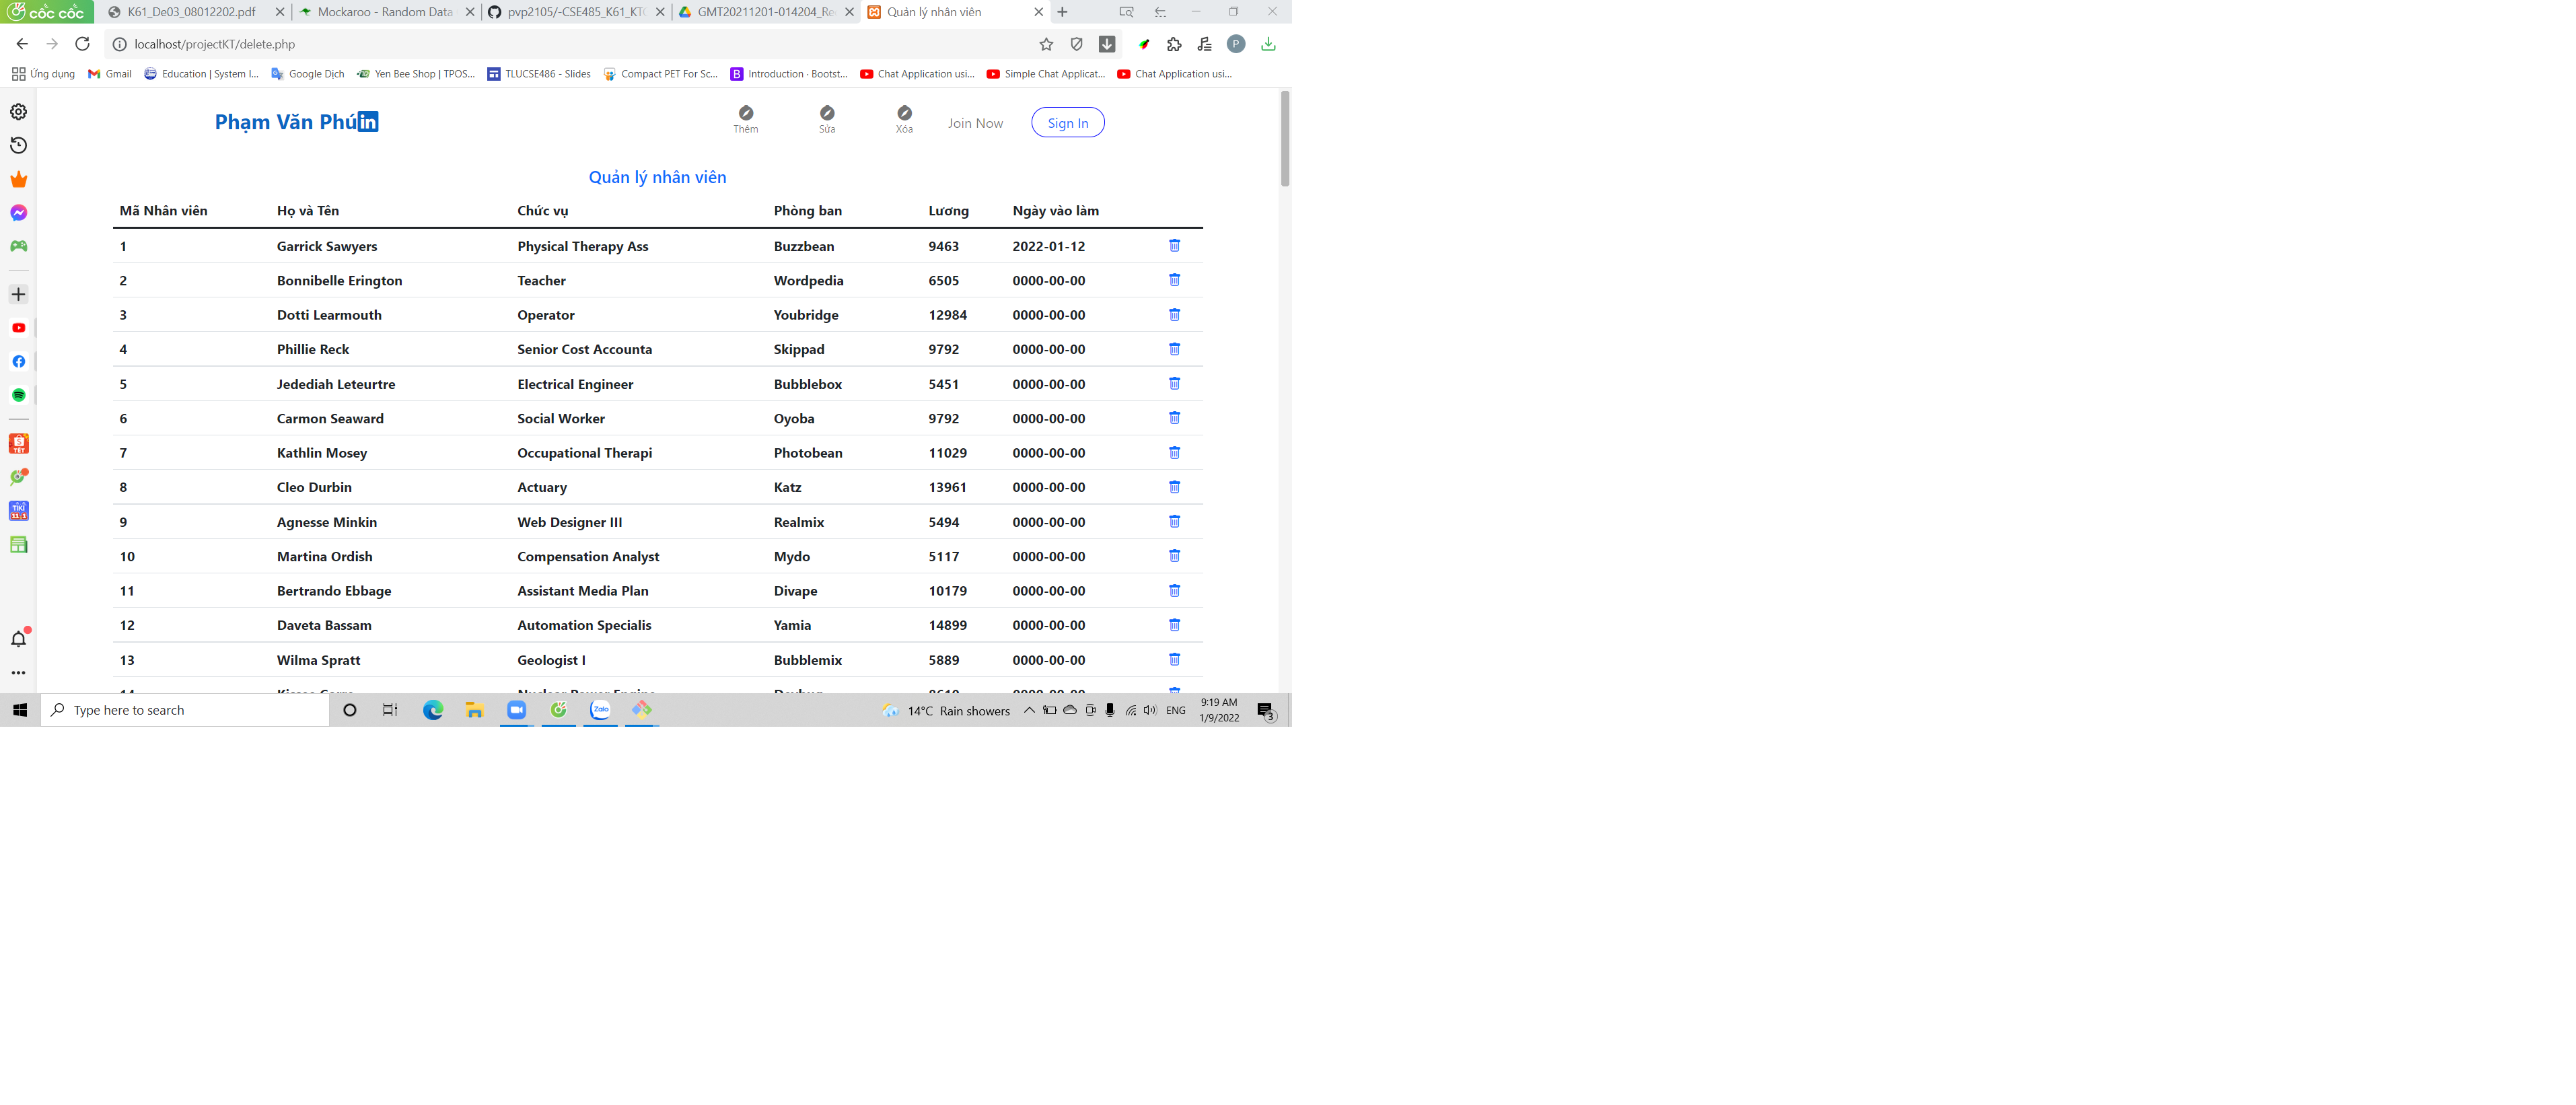 cốc cốc K61_De03_08012202.pdf Mockaroo - Random Data pvp2105/-CSE485_K61_KT GMT20211201-014204_Re Quản lý nhân viên
localhost/projectKT/delete.php P
Ứng dụng Gmail Education | System I... Google Dịch Yen Bee Shop | TPOS... TLUCSE486 - Slides Compact PET For Sc... B Introduction · Bootst... Chat Application usi... Simple Chat Applicat... Chat Application usi...
Phạm Văn Phú in Thêm Sửa Xóa Join Now Sign In
Quản lý nhân viên
Mã Nhân viên Họ và Tên Chức vụ Phòng ban Lương Ngày vào làm
1 Garrick Sawyers Physical Therapy Ass Buzzbean 9463 2022-01-12
2 Bonnibelle Erington Teacher Wordpedia 6505 0000-00-00
3 Dotti Learmouth Operator Youbridge 12984 0000-00-00
4 Phillie Reck Senior Cost Accounta Skippad 9792 0000-00-00
5 Jedediah Leteurtre Electrical Engineer Bubblebox 5451 0000-00-00
6 Carmon Seaward Social Worker Oyoba 9792 0000-00-00
7 Kathlin Mosey Occupational Therapi Photobean 11029 0000-00-00
8 Cleo Durbin Actuary Katz 13961 0000-00-00
9 Agnesse Minkin Web Designer III Realmix 5494 0000-00-00
10 Martina Ordish Compensation Analyst Mydo 5117 0000-00-00
11 Bertrando Ebbage Assistant Media Plan Divape 10179 0000-00-00
12 Daveta Bassam Automation Specialis Yamia 14899 0000-00-00
13 Wilma Spratt Geologist I Bubblemix 5889 0000-00-00
TẾT
TIKI
Type here to search Zalo 14°C Rain showers ENG 9:19 AM
1/9/2022 3